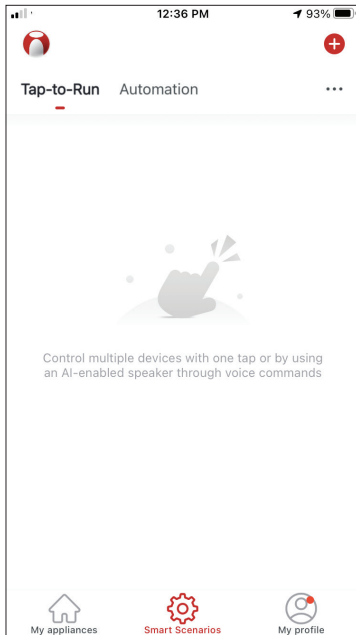 12:36 PM
93%
Tap-to-Run
Automation
Control multiple devices with one tap or by using
an AI-enabled speaker through voice commands
My appliances
Smart Scenarios
My profile